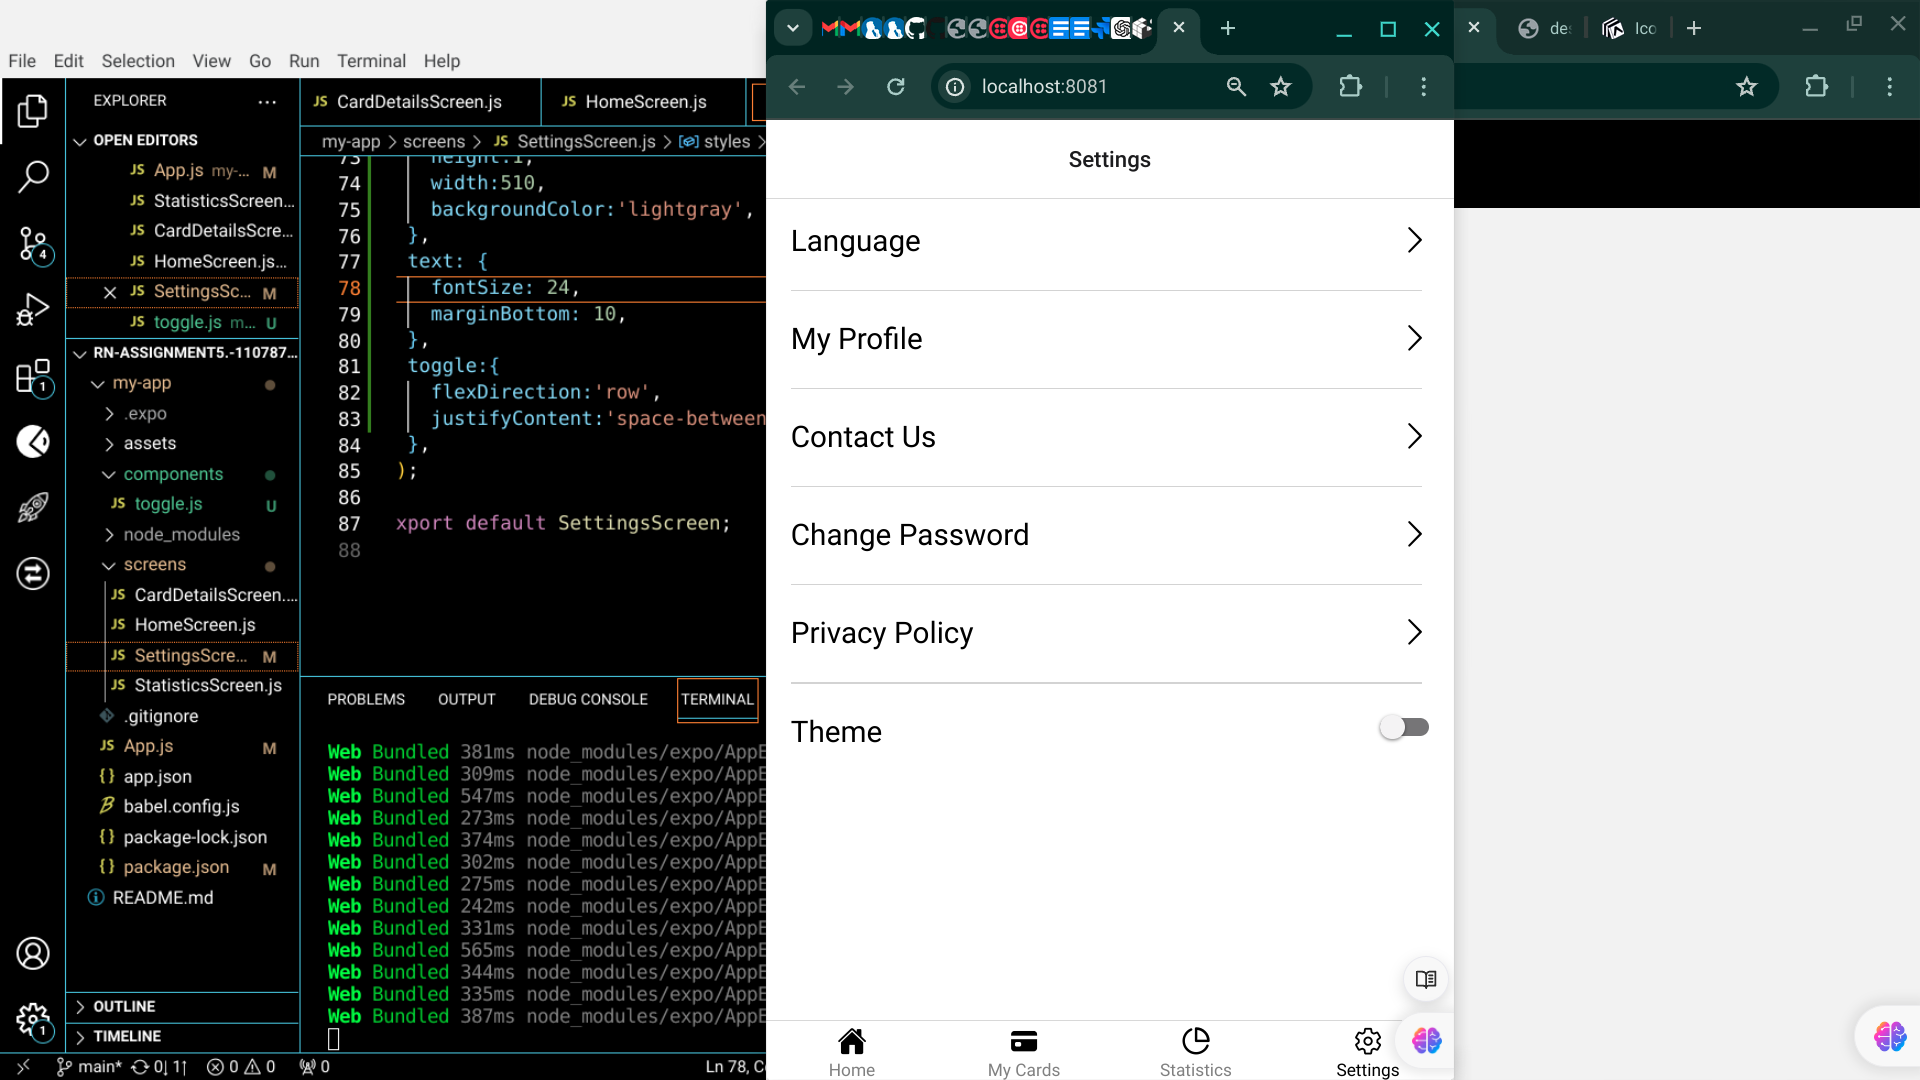 File Edit Selection View Go Run Terminal Help
EXPLORER
OPEN EDITORS
JS App.js my-... M
JS StatisticsScreen...
JS CardDetailsScre...
JS HomeScreen.js...
JS SettingsSc... M
JS toggle.js m... U
RN-ASSIGNMENT5.-110787...
my-app
.expo
assets
components
JS toggle.js U
node_modules
screens
JS CardDetailsScreen....
JS HomeScreen.js
JS SettingsScre... M
JS StatisticsScreen.js
.gitignore
JS App.js M
{} app.json
babel.config.js
{} package-lock.json
{} package.json M
README.md
OUTLINE
TIMELINE
4
1
1
JS CardDetailsScreen.js
JS HomeScreen.js
my-app > screens > JS SettingsScreen.js > styles >
73 height:1,
74 width:510,
75 backgroundColor:'lightgray',
76 },
77 text: {
78 fontSize: 24,
79 marginBottom: 10,
80 },
81 toggle:{
82 flexDirection:'row',
83 justifyContent:'space-between
84 },
85 );
86
87 xport default SettingsScreen;
88
PROBLEMS OUTPUT DEBUG CONSOLE TERMINAL
Web Bundled 381ms node_modules/expo/AppE
Web Bundled 309ms node_modules/expo/AppE
Web Bundled 547ms node_modules/expo/AppE
Web Bundled 273ms node_modules/expo/AppE
Web Bundled 374ms node_modules/expo/AppE
Web Bundled 302ms node_modules/expo/AppE
Web Bundled 275ms node_modules/expo/AppE
Web Bundled 242ms node_modules/expo/AppE
Web Bundled 331ms node_modules/expo/AppE
Web Bundled 565ms node_modules/expo/AppE
Web Bundled 344ms node_modules/expo/AppE
Web Bundled 335ms node_modules/expo/AppE
Web Bundled 387ms node_modules/expo/AppE
main* 0↓ 1↑ 0 0 0 Ln 78, C
localhost:8081
de
Ico
Settings
Language
My Profile
Contact Us
Change Password
Privacy Policy
Theme
Home My Cards Statistics Settings